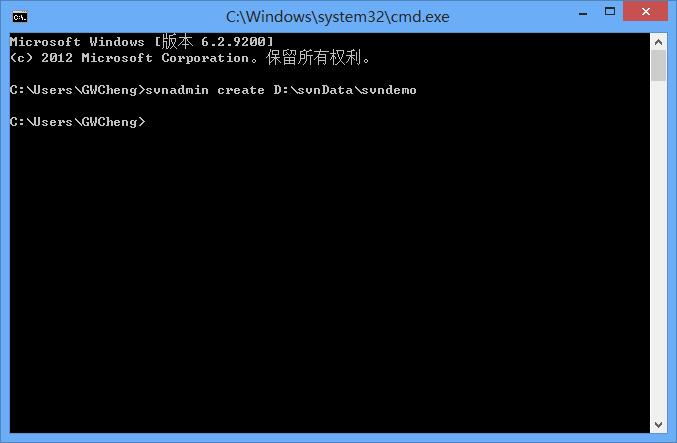 C:\Windows\system32\cmd.exe
Microsoft Windows [版本 6.2.9200]
(c) 2012 Microsoft Corporation。保留所有权利。
C:\Users\GWCheng>svnadmin create D:\svnData\svndemo
C:\Users\GWCheng>